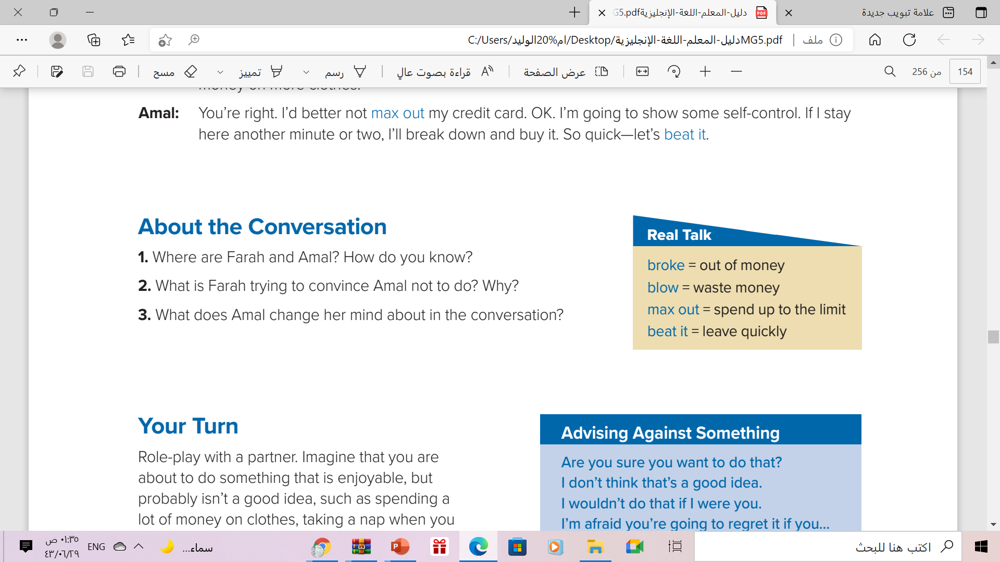 علامة تبويب جديدة
دليل-المعلم-اللغة-الإنجليزيةG5.pdf
ملف
C:/Users/ام%20الوليد/Desktop/دليل-المعلم-اللغة-الإنجليزيةMG5.pdf
154
من 256
عرض الصفحة
قراءة بصوت عالٍ
رسم
تمييز
مسح
money on more clothes.
Amal: You're right. I'd better not max out my credit card. OK. I'm going to show some self-control. If I stay
here another minute or two, I'll break down and buy it. So quick—let's beat it.
About the Conversation
1. Where are Farah and Amal? How do you know?
2. What is Farah trying to convince Amal not to do? Why?
3. What does Amal change her mind about in the conversation?
Real Talk
broke = out of money
blow = waste money
max out = spend up to the limit
beat it = leave quickly
Your Turn
Role-play with a partner. Imagine that you are
about to do something that is enjoyable, but
probably isn't a good idea, such as spending a
lot of money on clothes, taking a nap when you
Advising Against Something
Are you sure you want to do that?
I don't think that's a good idea.
I wouldn't do that if I were you.
I'm afraid you're going to regret it if you...
اكتب هنا للبحث
سماء...
ENG
٠١:٣٥ ص
٤٣/٠٦/٢٩